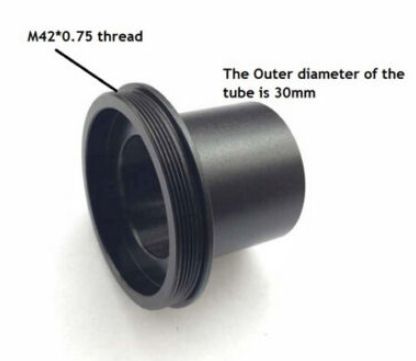 M42*0.75 thread
The Outer diameter of the
tube is 30mm